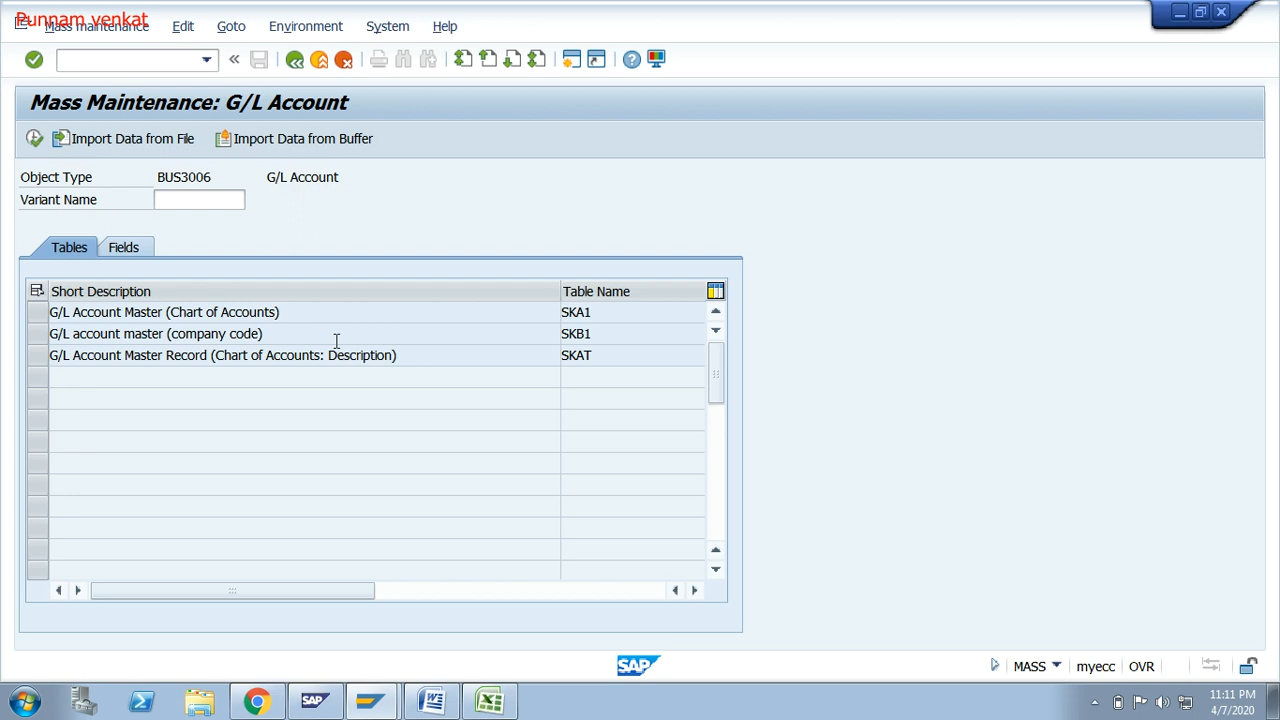 Punnam venkat
Mass maintenance Edit Goto Environment System Help
Mass Maintenance: G/L Account
Import Data from File Import Data from Buffer
Object Type BUS3006 G/L Account
Variant Name
Tables Fields
Short Description Table Name
G/L Account Master (Chart of Accounts) SKA1
G/L account master (company code) SKB1
G/L Account Master Record (Chart of Accounts: Description) SKAT
SAP MASS myecc OVR
SAP
11:11 PM
4/7/2020